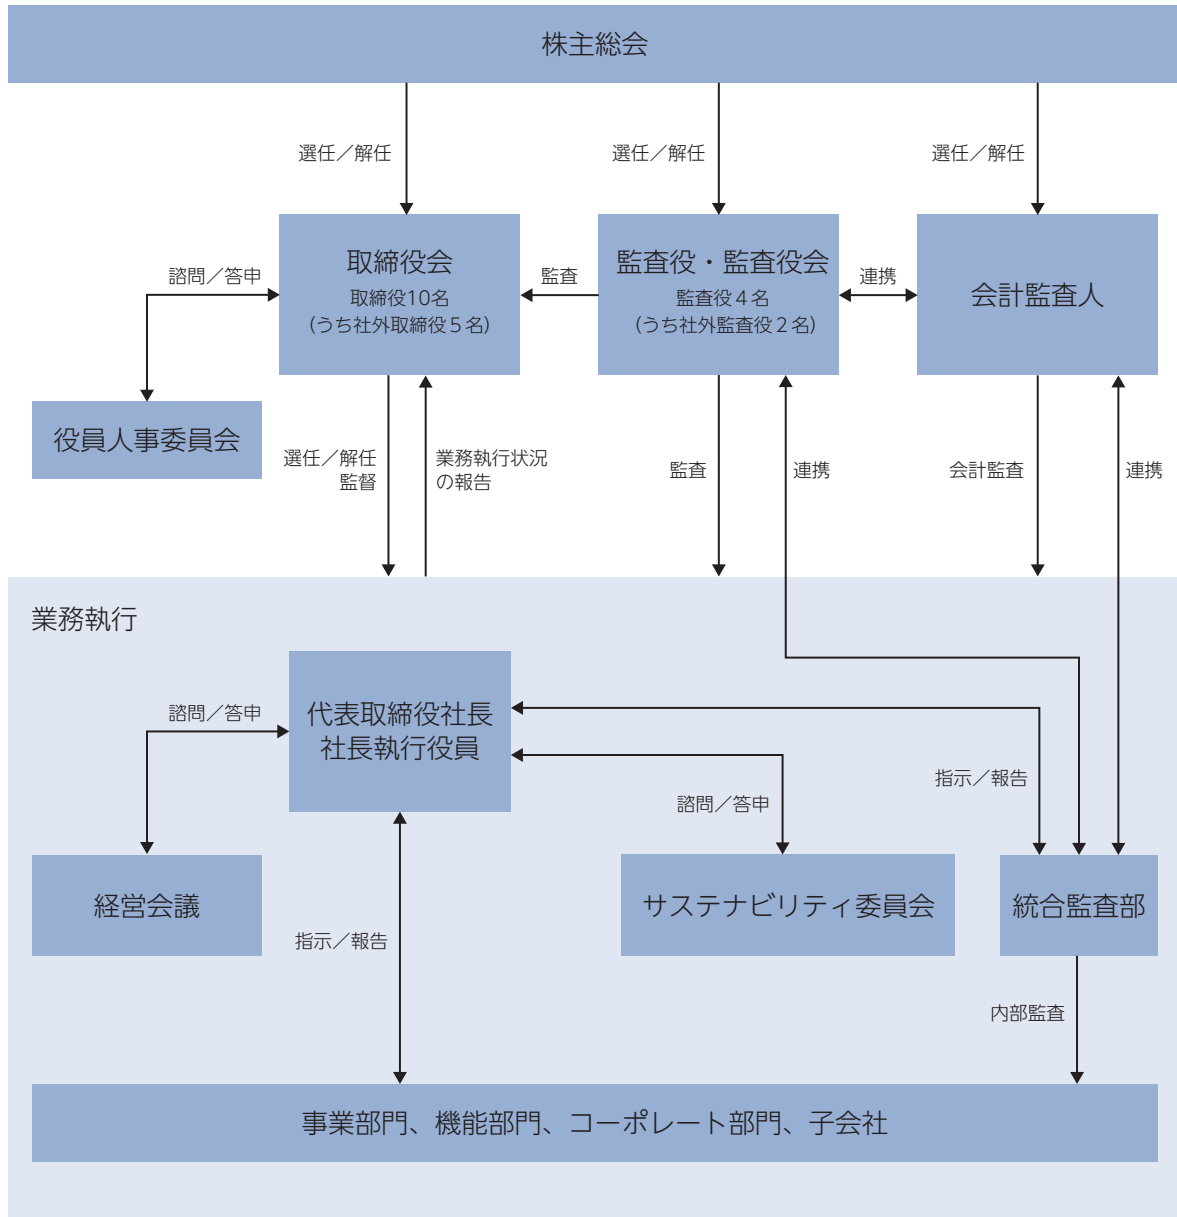 株主総会
選任／解任
選任／解任
選任／解任
取締役会
取締役10名
（うち社外取締役５名）
監査
監査役・監査役会
監査役４名
（うち社外監査役２名）
連携
会計監査人
諮問／答申
役員人事委員会
選任／解任
監督
業務執行状況
の報告
監査
連携
会計監査
連携
業務執行
代表取締役社長
社長執行役員
諮問／答申
指示／報告
諮問／答申
経営会議
サステナビリティ委員会
統合監査部
指示／報告
内部監査
事業部門、機能部門、コーポレート部門、子会社